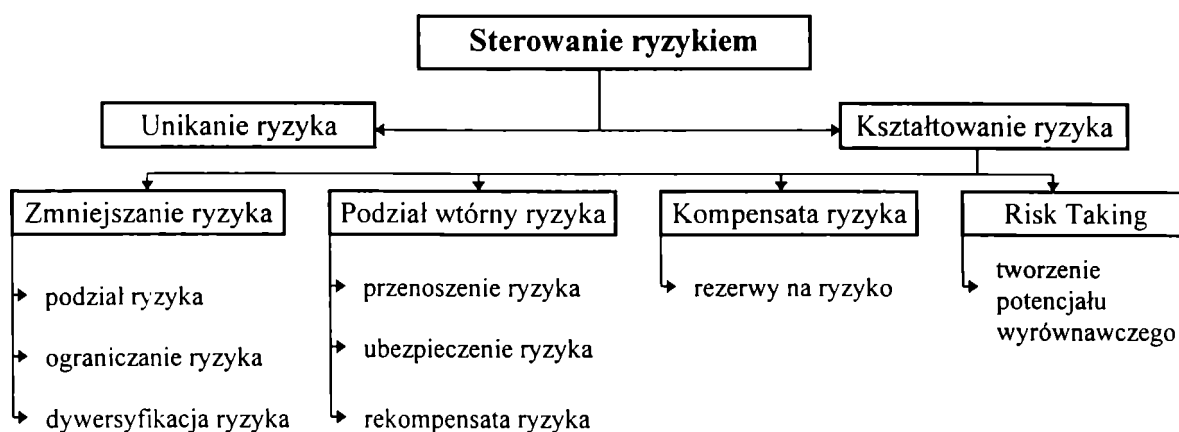 Sterowanie ryzykiem
Unikanie ryzyka
Kształtowanie ryzyka
Zmniejszanie ryzyka
Podział wtórny ryzyka
Kompensata ryzyka
Risk Taking
podział ryzyka
ograniczanie ryzyka
dywersyfikacja ryzyka
przenoszenie ryzyka
ubezpieczenie ryzyka
rekompensata ryzyka
rezerwy na ryzyko
tworzenie
potencjału
wyrównawczego